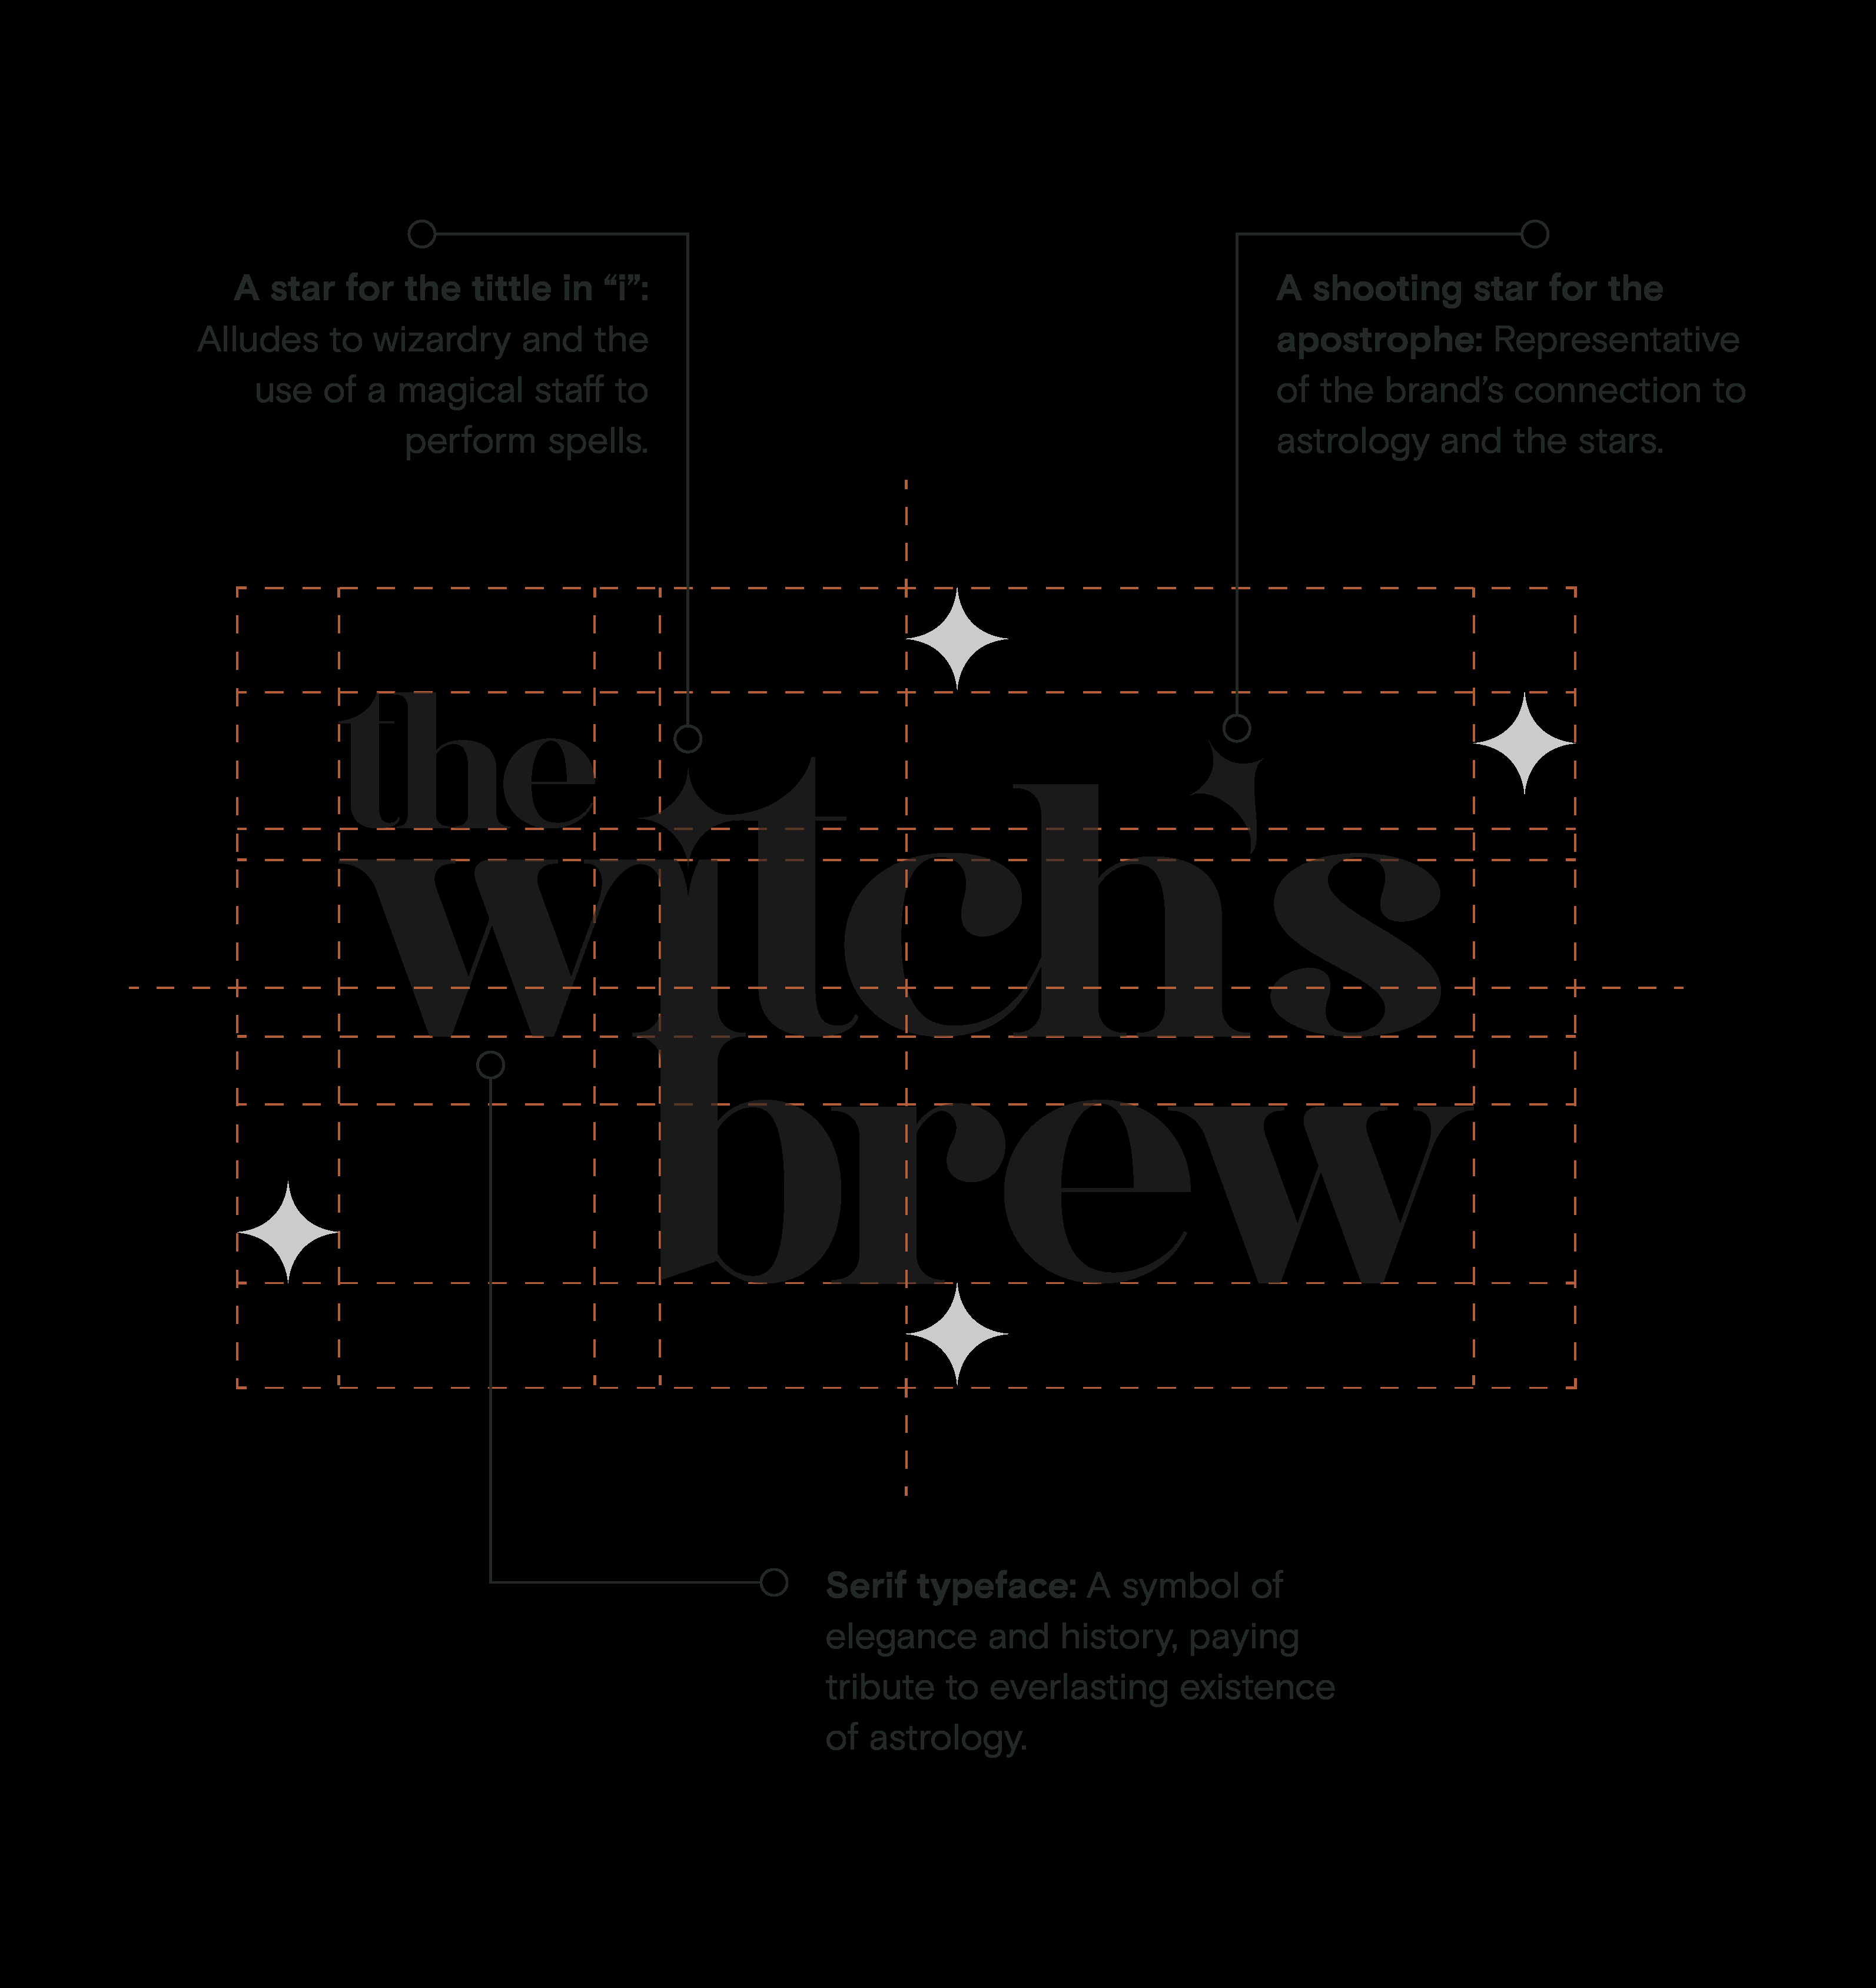 A star for the tittle in “i”:
Alludes to wizardry and the
use of a magical staff to
perform spells.
A shooting star for the
apostrophe: Representative
of the brand’s connection to
astrology and the stars.
the
witch's
brew
Serif typeface: A symbol of
elegance and history, paying
tribute to everlasting existence
of astrology.